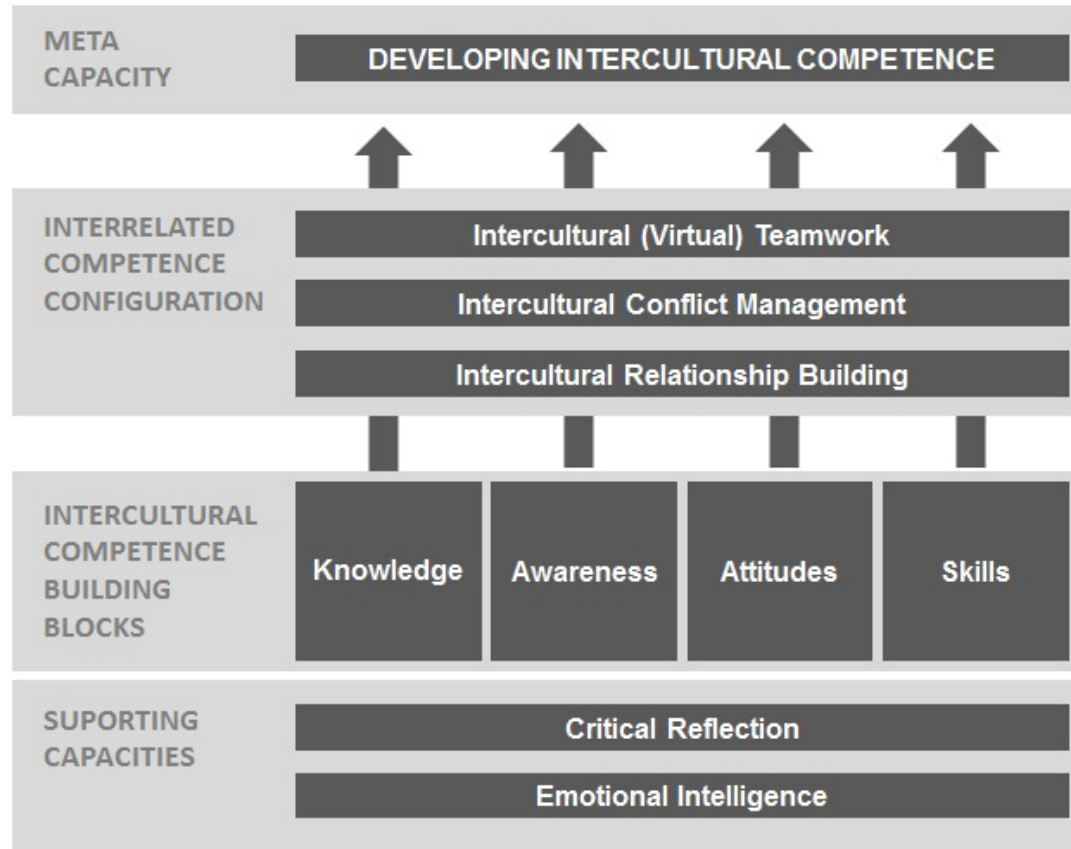 META
CAPACITY
DEVELOPING INTERCULTURAL COMPETENCE
INTERRELATED
COMPETENCE
CONFIGURATION
Intercultural (Virtual) Teamwork
Intercultural Conflict Management
Intercultural Relationship Building
INTERCULTURAL
COMPETENCE
BUILDING
BLOCKS
Knowledge
Awareness
Attitudes
Skills
SUPORTING
CAPACITIES
Critical Reflection
Emotional Intelligence